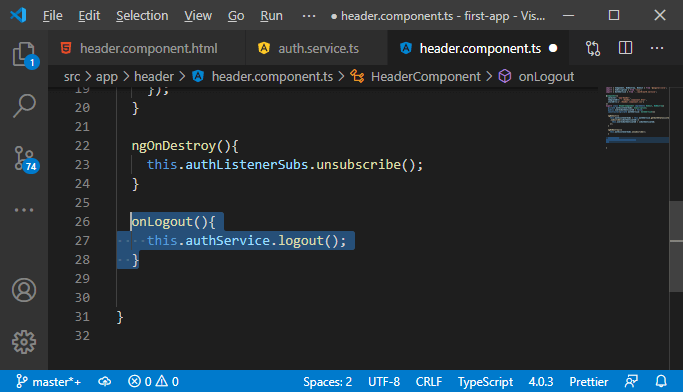 File Edit Selection View Go Run ··· ● header.component.ts - first-app - Vis...
header.component.html auth.service.ts header.component.ts ●
src > app > header > header.component.ts > HeaderComponent > onLogout
19 });
20 }
21
22 ngOnDestroy(){
23 this.authListenerSubs.unsubscribe();
24 }
25
26 onLogout(){
27 ····this.authService.logout();
28 ··}
29
30
31 }
32
1
74
master*+ 0 0 Spaces: 2 UTF-8 CRLF TypeScript 4.0.3 Prettier